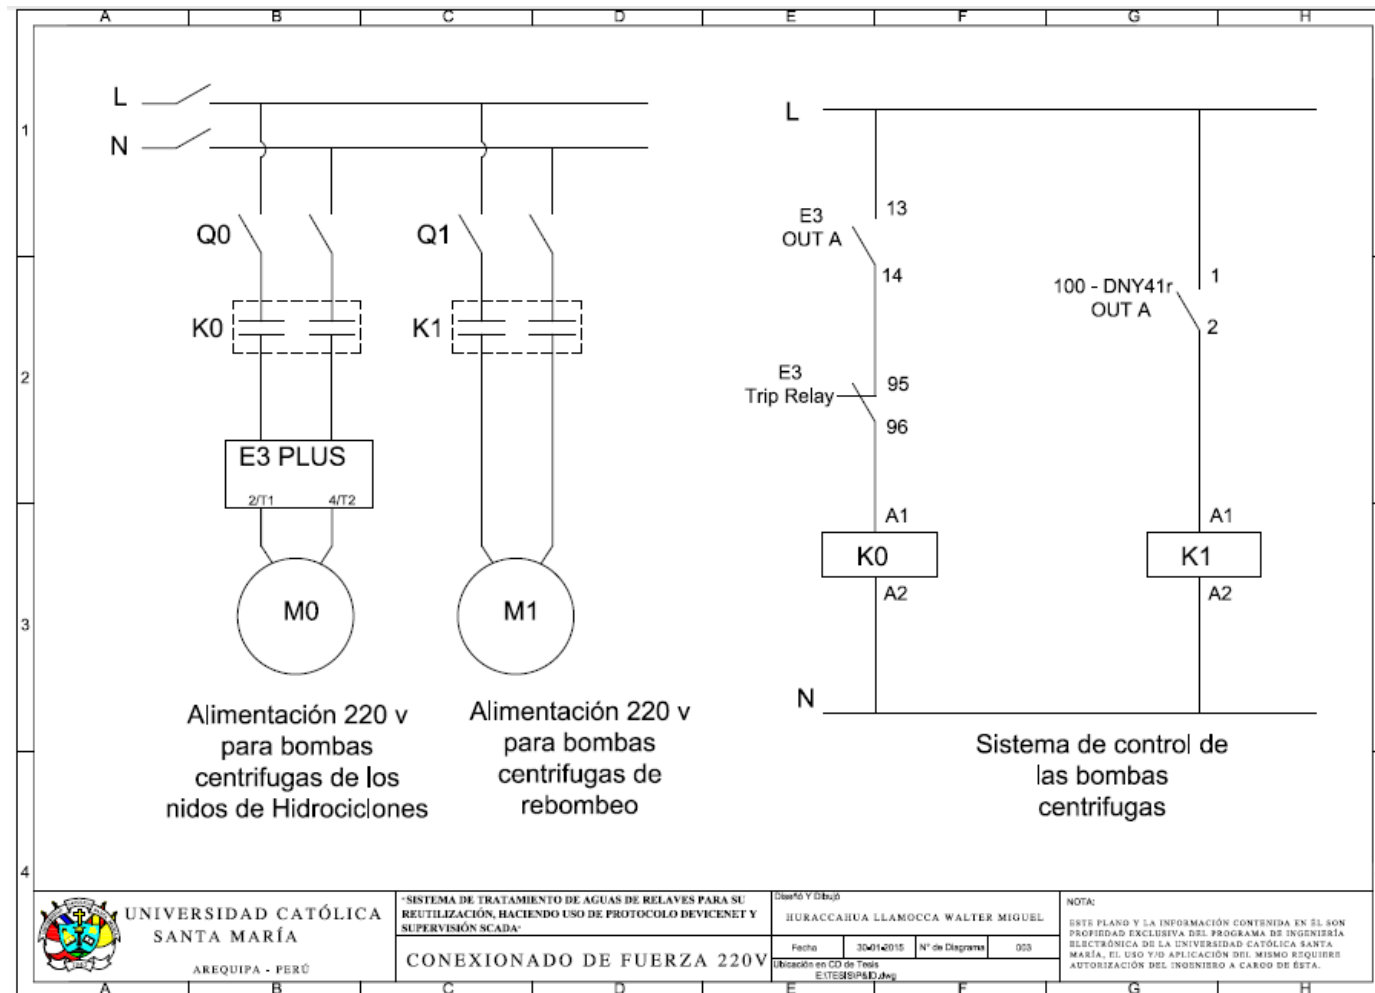 A B C D E F G H
1
2
3
4
L
N
Q0
Q1
K0
K1
E3 PLUS
2/T1 4/T2
M0
M1
Alimentación 220 v
para bombas
centrifugas de los
nidos de Hidrociclones
Alimentación 220 v
para bombas
centrifugas de
rebombeo
L
E3
OUT A
13
14
E3
Trip Relay
95
96
A1
K0
A2
100 - DNY41r
OUT A
1
2
A1
K1
A2
N
Sistema de control de
las bombas
centrifugas
UNIVERSIDAD CATÓLICA
SANTA MARÍA
AREQUIPA - PERÚ
"SISTEMA DE TRATAMIENTO DE AGUAS DE RELAVES PARA SU
REUTILIZACIÓN, HACIENDO USO DE PROTOCOLO DEVICENET Y
SUPERVISIÓN SCADA"
CONEXIONADO DE FUERZA 220V
Diseñó Y Dibujó
HURACCAHUA LLAMOCCA WALTER MIGUEL
Fecha 30-01-2015 N° de Diagrama 003
Ubicación en CD de Tesis
E:\TESIS\P&ID.dwg
NOTA:
ESTE PLANO Y LA INFORMACIÓN CONTENIDA EN ÉL SON
PROPIEDAD EXCLUSIVA DEL PROGRAMA DE INGENIERÍA
ELECTRÓNICA DE LA UNIVERSIDAD CATÓLICA SANTA
MARÍA, EL USO Y/O APLICACIÓN DEL MISMO REQUIERE
AUTORIZACIÓN DEL INGENIERO A CARGO DE ÉSTA.
A B C D E F G H